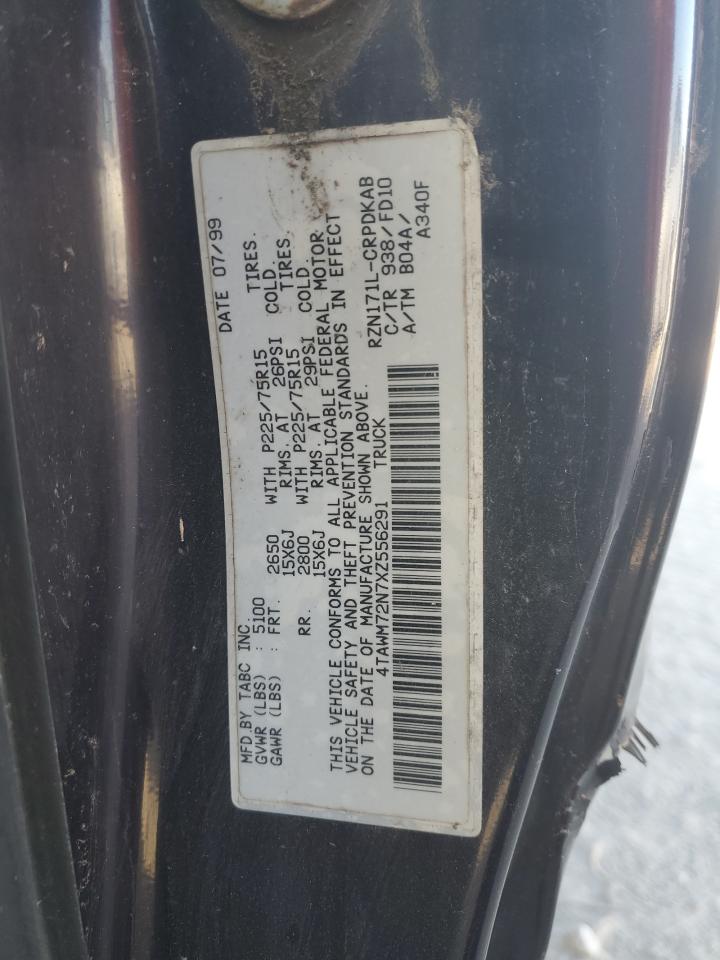 MFD.BY TABC INC. DATE 07/99
GVWR (LBS) : 5100
GAWR (LBS) : FRT. 2650 WITH P225/75R15 TIRES.
15X6J RIMS. AT 26PSI COLD.
RR. 2800 WITH P225/75R15 TIRES.
15X6J RIMS. AT 29PSI COLD
THIS VEHICLE CONFORMS TO ALL APPLICABLE FEDERAL MOTOR
VEHICLE SAFETY AND THEFT PREVENTION STANDARDS IN EFFECT
ON THE DATE OF MANUFACTURE SHOWN ABOVE.
4TAWM72N7XZ556291 TRUCK
RZN171L-CRPDKAB
C/TR 938/FD10
A/TM B04A/
A340F